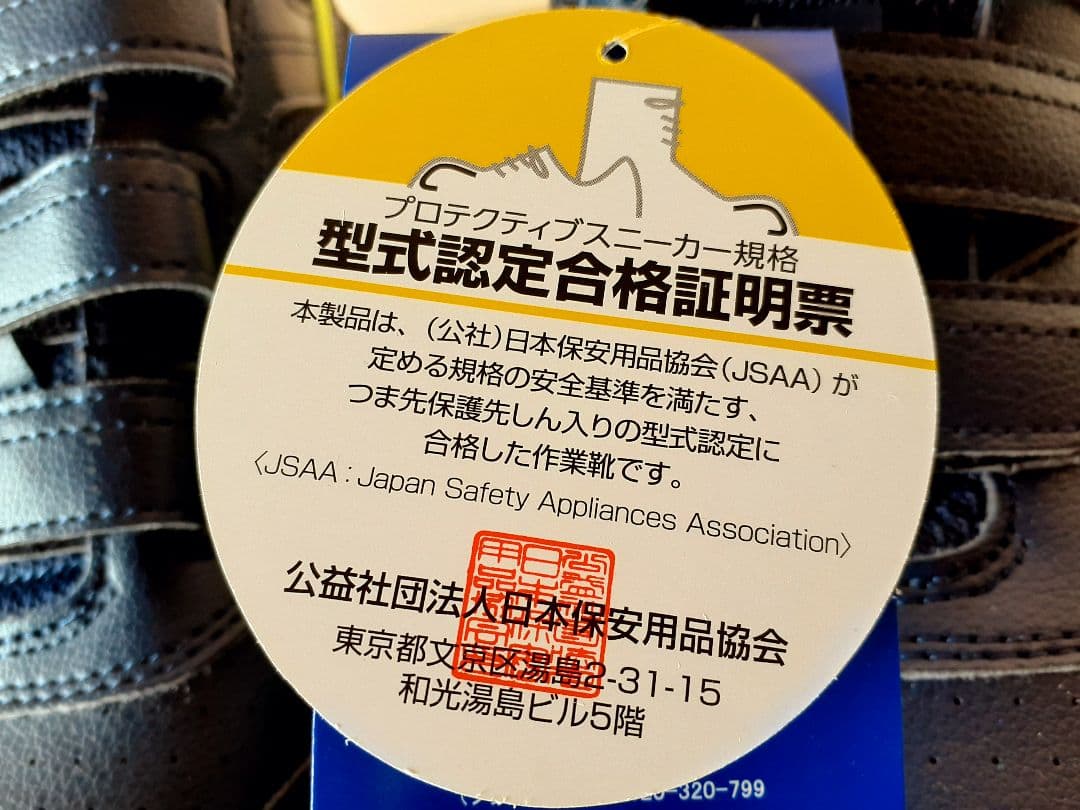 プロテクティブスニーカー規格
型式認定合格証明票
本製品は、(公社)日本保安用品協会(JSAA)が
定める規格の安全基準を満たす、
つま先保護先しん入りの型式認定に
合格した作業靴です。
〈JSAA:Japan Safety Appliances Association〉
公益社団法人日本保安用品協会
東京都文京区湯島2-31-15
和光湯島ビル5階
-320-799